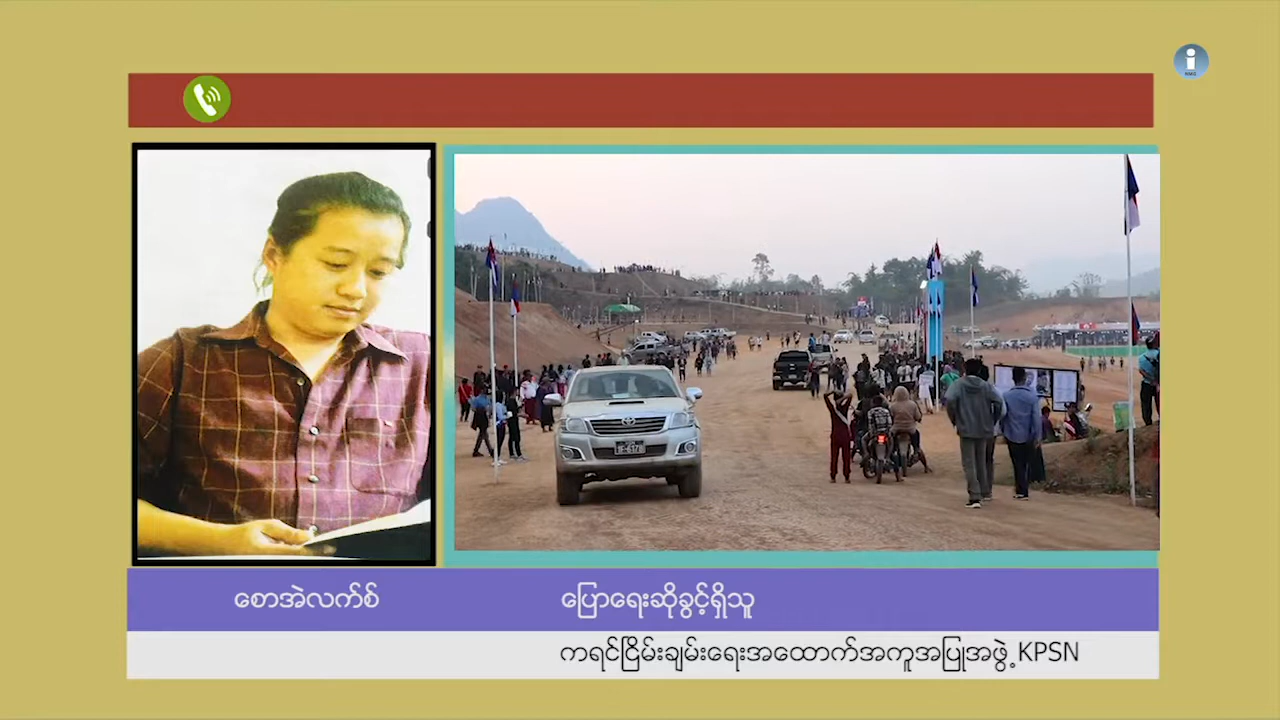 စောအဲလက်စ်
ပြောရေးဆိုခွင့်ရှိသူ
ကရင်ငြိမ်းချမ်းရေးအထောက်အကူအပြုအဖွဲ့ KPSN